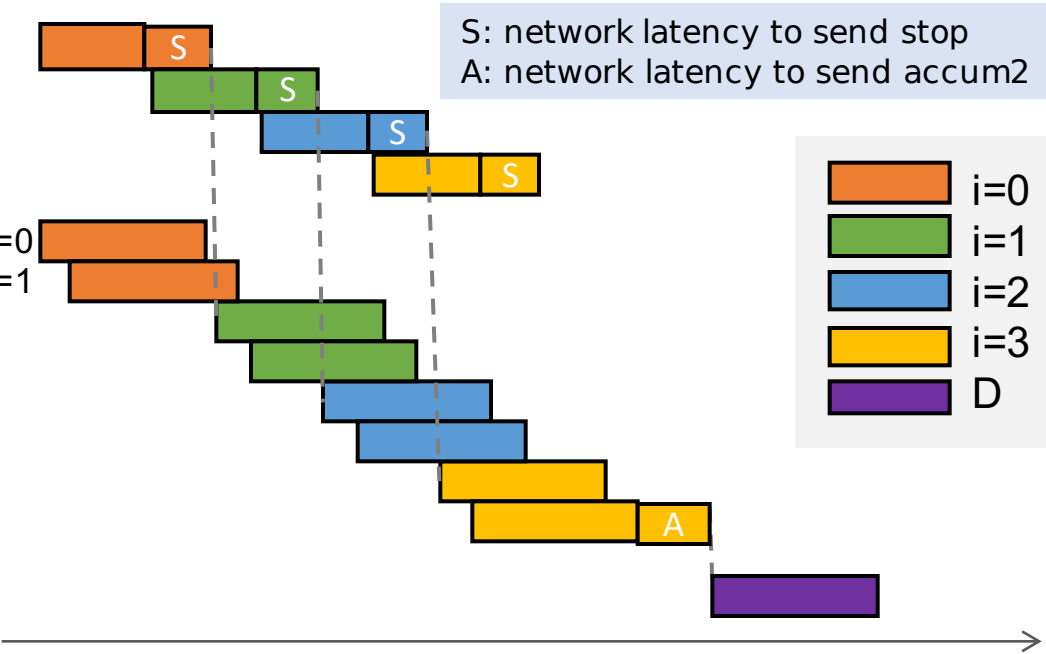 S: network latency to send stop
A: network latency to send accum2
S
S
S
S
=0
=1
A
i=0
i=1
i=2
i=3
D